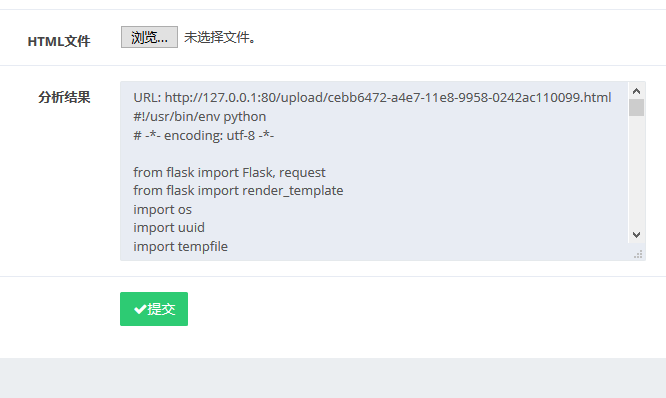 HTML文件
浏览... 未选择文件。
分析结果
URL: http://127.0.0.1:80/upload/cebb6472-a4e7-11e8-9958-0242ac110099.html
#!/usr/bin/env python
# -*- encoding: utf-8 -*-
from flask import Flask, request
from flask import render_template
import os
import uuid
import tempfile
提交